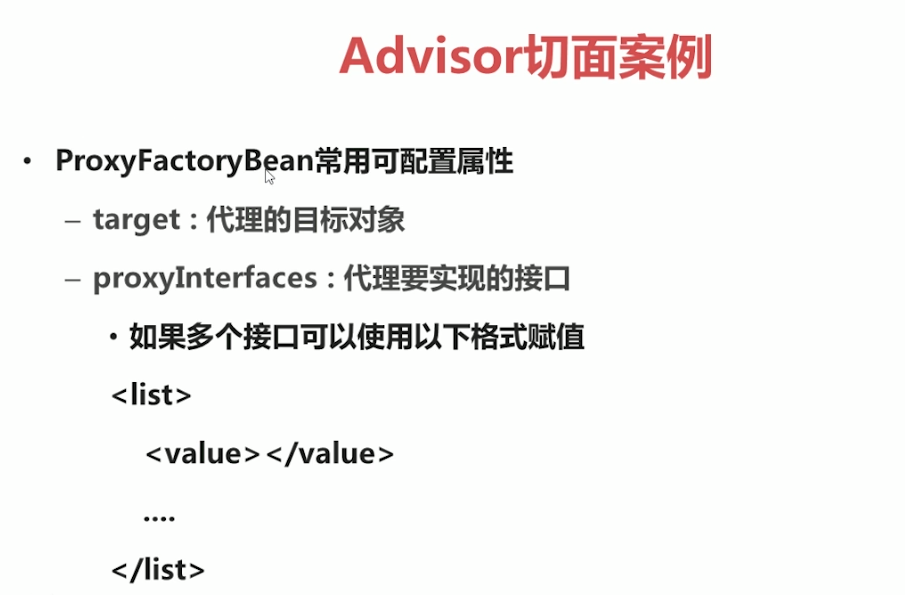 Advisor切面案例
• ProxyFactoryBean常用可配置属性
– target：代理的目标对象
– proxyInterfaces：代理要实现的接口
• 如果多个接口可以使用以下格式赋值
<list>
<value></value>
....
</list>